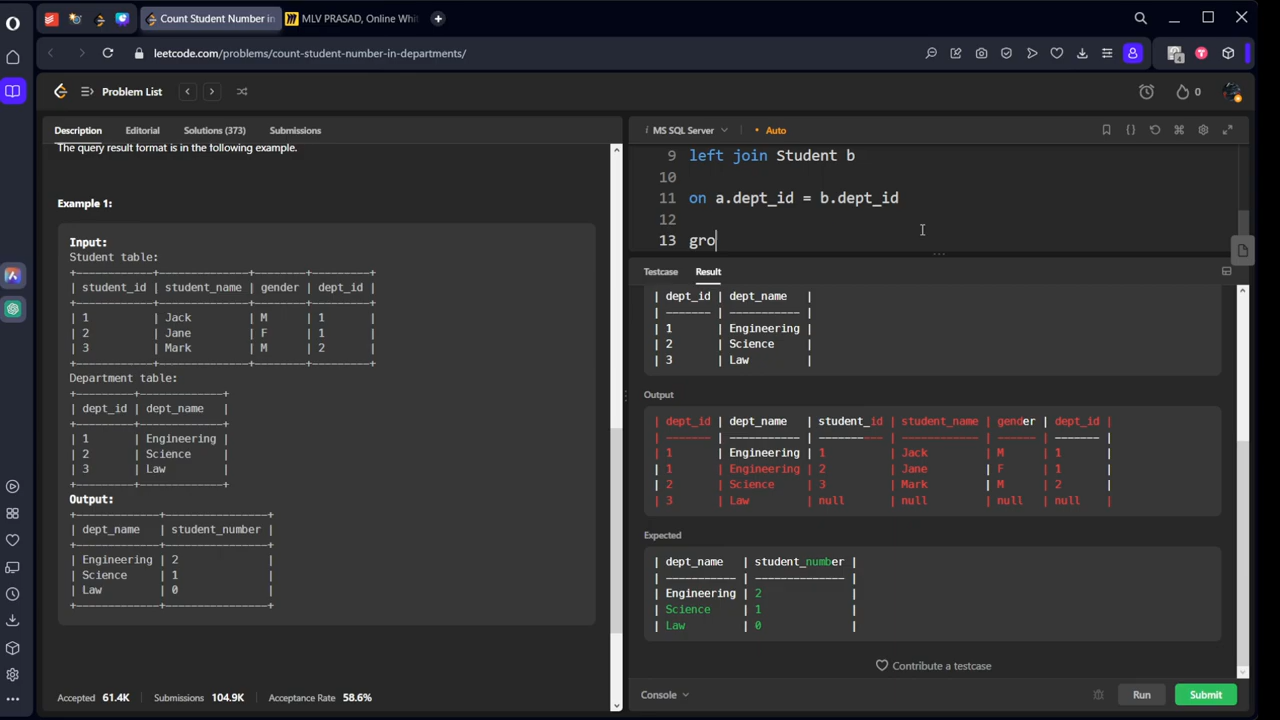 Count Student Number in
MLV PRASAD, Online Whi
leetcode.com/problems/count-student-number-in-departments/
4
Problem List
0
Description
Editorial
Solutions (373)
Submissions
The query result format is in the following example.
Example 1:
Input:
Student table:
+------------+--------------+--------+---------+
| student_id | student_name | gender | dept_id |
+------------+--------------+--------+---------+
| 1 | Jack | M | 1 |
| 2 | Jane | F | 1 |
| 3 | Mark | M | 2 |
+------------+--------------+--------+---------+
Department table:
+---------+-------------+
| dept_id | dept_name |
+---------+-------------+
| 1 | Engineering |
| 2 | Science |
| 3 | Law |
+---------+-------------+
Output:
+-------------+----------------+
| dept_name | student_number |
+-------------+----------------+
| Engineering | 2 |
| Science | 1 |
| Law | 0 |
+-------------+----------------+
Accepted 61.4K
Submissions 104.9K
Acceptance Rate 58.6%
MS SQL Server
Auto
9 left join Student b
10
11 on a.dept_id = b.dept_id
12
13 gro
Testcase
Result
| dept_id | dept_name |
| ------- | ----------- |
| 1 | Engineering |
| 2 | Science |
| 3 | Law |
Output
| dept_id | dept_name | student_id | student_name | gender | dept_id |
| ------- | ----------- | ---------- | ------------ | ------ | ------- |
| 1 | Engineering | 1 | Jack | M | 1 |
| 1 | Engineering | 2 | Jane | F | 1 |
| 2 | Science | 3 | Mark | M | 2 |
| 3 | Law | null | null | null | null |
Expected
| dept_name | student_number |
| ----------- | -------------- |
| Engineering | 2 |
| Science | 1 |
| Law | 0 |
Contribute a testcase
Console
Run
Submit